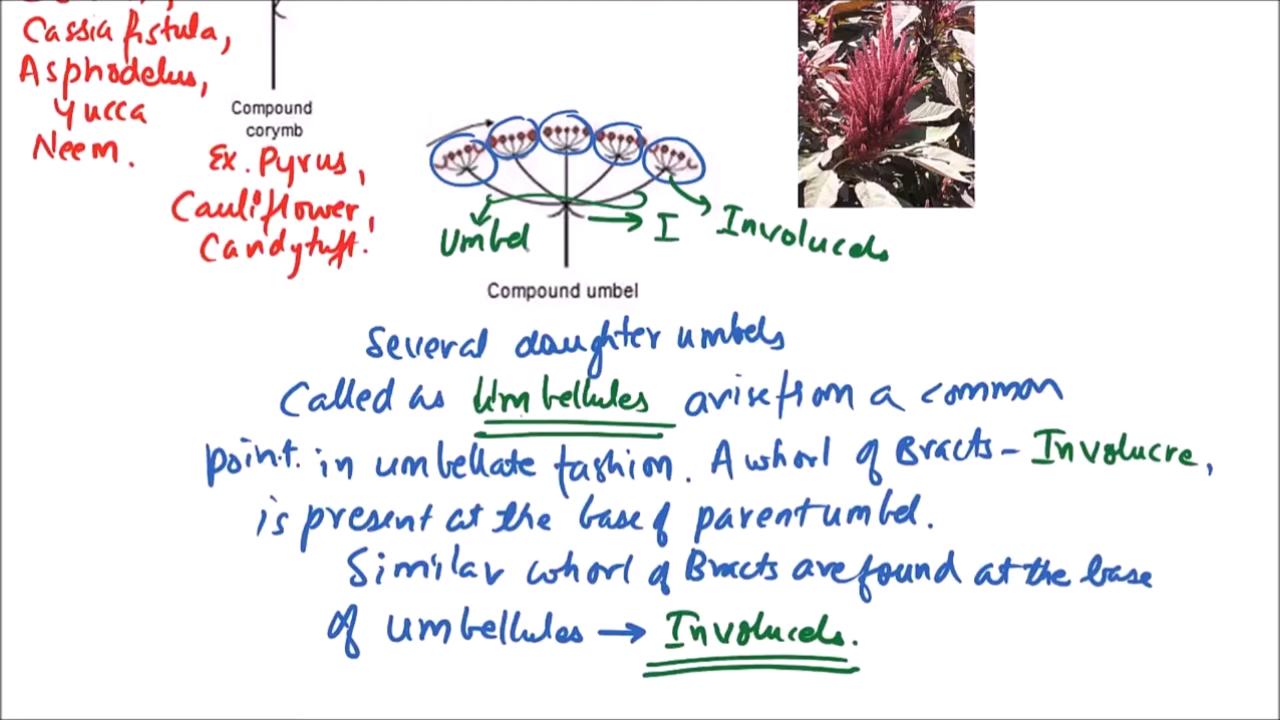 Cassia fistula,
Asphodelus,
Yucca
Neem.
Compound
corymb
Ex. Pyrus,
Cauliflower,
Candytuft.
Umbel
I
Involucels
Compound umbel
Several daughter umbels
Called as Umbellules arise from a common
point. in umbellate fashion. A whorl of Bracts - Involucre,
is present at the base of parent umbel.
Similar whorl of Bracts are found at the base
of umbellules → Involucels.